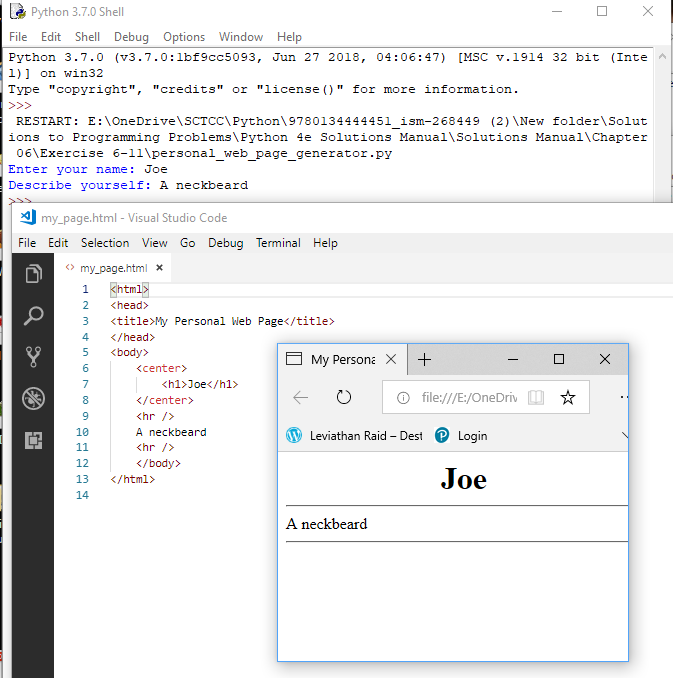 Python 3.7.0 Shell
File Edit Shell Debug Options Window Help
Python 3.7.0 (v3.7.0:1bf9cc5093, Jun 27 2018, 04:06:47) [MSC v.1914 32 bit (Inte
l)] on win32
Type "copyright", "credits" or "license()" for more information.
>>>
 RESTART: E:\OneDrive\SCTCC\Python\9780134444451_ism-268449 (2)\New folder\Solut
ions to Programming Problems\Python 4e Solutions Manual\Solutions Manual\Chapter
 06\Exercise 6-11\personal_web_page_generator.py
Enter your name: Joe
Describe yourself: A neckbeard
>>>
my_page.html - Visual Studio Code
File Edit Selection View Go Debug Terminal Help
<> my_page.html ×
1 <html>
2 <head>
3 <title>My Personal Web Page</title>
4 </head>
5 <body>
6     <center>
7         <h1>Joe</h1>
8     </center>
9     <hr />
10     A neckbeard
11     <hr />
12     </body>
13 </html>
14
My Persona
file:///E:/OneDriv
Leviathan Raid – Dest Login
Joe
A neckbeard